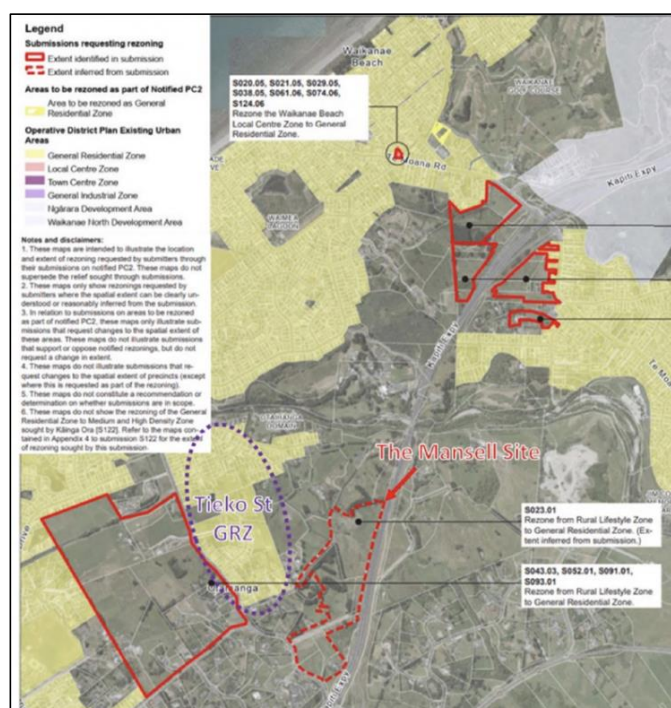 Legend
Submissions requesting rezoning
Extent identified in submission
Extent inferred from submission
Areas to be rezoned as part of Notified PC2
Area to be rezoned as General
Residential Zone
Operative District Plan Existing Urban
Areas
General Residential Zone
Local Centre Zone
Town Centre Zone
General Industrial Zone
Ngārara Development Area
Waikanae North Development Area
Notes and disclaimers:
1. These maps are intended to illustrate the location
and extent of rezoning requested by submitters through
their submissions on notified PC2. These maps do not
supersede the relief sought through submissions.
2. These maps only show rezonings requested by
submitters where the spatial extent can be clearly un-
derstood or reasonably inferred from the submission.
3. In relation to submissions on areas to be rezoned
as part of notified PC2, these maps only illustrate sub-
missions that request changes to the spatial extent of
these areas. These maps do not illustrate submissions
that support or oppose notified rezonings, but do not
request a change in extent.
4. These maps do not illustrate submissions that re-
quest changes to the spatial extent of precincts (except
where this is requested as part of the rezoning).
5. These maps do not constitute a recommendation
or determination on whether submissions are in scope.
6. These maps do not show the rezoning of the General
Residential Zone to Medium and High Density Zone
sought by Kāinga Ora [S122]. Refer to the maps con-
tained in Appendix 4 to submission S122 for the extent
of rezoning sought by this submission
Waikanae
Beach
WAIKANAE
GOLF COURSE
S020.05, S021.05, S029.05,
S038.05, S061.06, S074.06,
S124.06
Rezone the Waikanae Beach
Local Centre Zone to General
Residential Zone.
Kapiti Expy
WAIMEA
Kapiti Expy
Te Mo
DOMAIN
The Mansell Site
Tieko St
GRZ
S023.01
Rezone from Rural Lifestyle Zone
to General Residential Zone. (Ex-
tent inferred from submission.)
S043.03, S052.01, S091.01,
S093.01
Rezone from Rural Lifestyle Zone
to General Residential Zone.